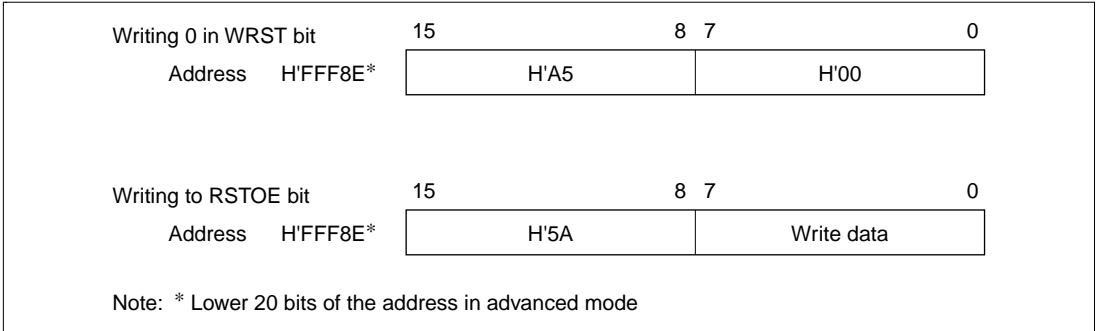 Writing 0 in WRST bit 15 8 7 0
Address H'FFF8E* H'A5 H'00
Writing to RSTOE bit 15 8 7 0
Address H'FFF8E* H'5A Write data
Note: * Lower 20 bits of the address in advanced mode